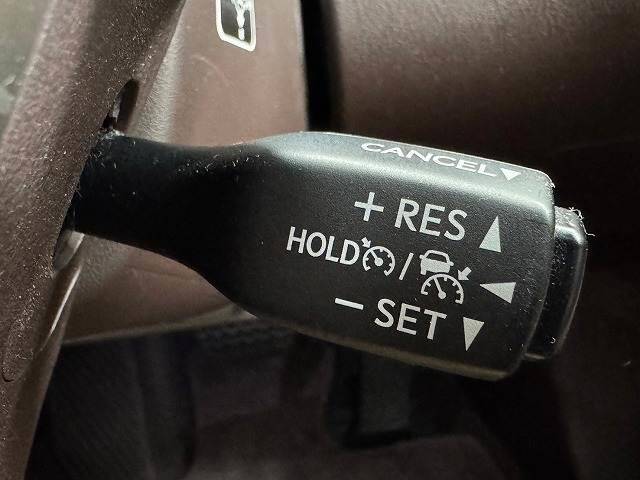 CANCEL▼
+ RES ▲
HOLD / ◀
− SET ▼